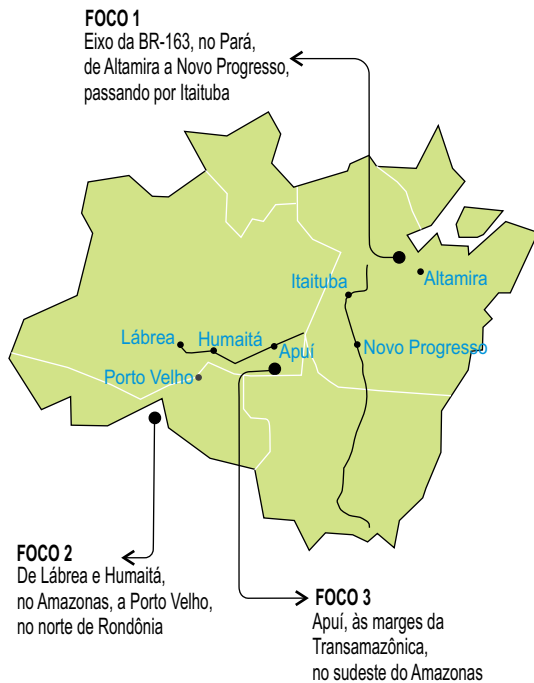 FOCO 1
Eixo da BR-163, no Pará,
de Altamira a Novo Progresso,
passando por Itaituba
Itaituba
Altamira
Lábrea
Humaitá
Apuí
Novo Progresso
Porto Velho
FOCO 2
De Lábrea e Humaitá,
no Amazonas, a Porto Velho,
no norte de Rondônia
FOCO 3
Apuí, às marges da
Transamazônica,
no sudeste do Amazonas